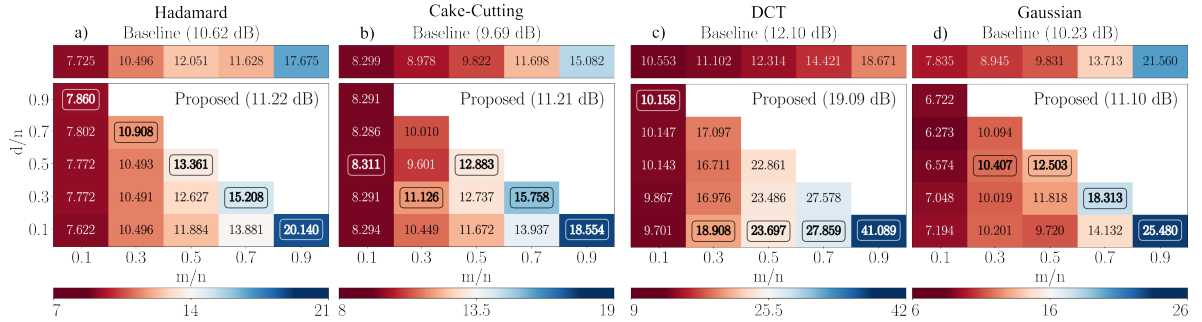 Hadamard Cake-Cutting DCT Gaussian
a) Baseline (10.62 dB) b) Baseline (9.69 dB) c) Baseline (12.10 dB) d) Baseline (10.23 dB)
7.725 10.496 12.051 11.628 17.675 8.299 8.978 9.822 11.698 15.082 10.553 11.102 12.314 14.421 18.671 7.835 8.945 9.831 13.713 21.560
0.9 7.860 Proposed (11.22 dB) 8.291 Proposed (11.21 dB) 10.158 Proposed (19.09 dB) 6.722 Proposed (11.10 dB)
0.7 7.802 10.908 8.286 10.010 10.147 17.097 6.273 10.094
d/n 0.5 7.772 10.493 13.361 8.311 9.601 12.883 10.143 16.711 22.861 6.574 10.407 12.503
0.3 7.772 10.491 12.627 15.208 8.291 11.126 12.737 15.758 9.867 16.976 23.486 27.578 7.048 10.019 11.818 18.313
0.1 7.622 10.496 11.884 13.881 20.140 8.294 10.449 11.672 13.937 18.554 9.701 18.908 23.697 27.859 41.089 7.194 10.201 9.720 14.132 25.480
0.1 0.3 0.5 0.7 0.9 0.1 0.3 0.5 0.7 0.9 0.1 0.3 0.5 0.7 0.9 0.1 0.3 0.5 0.7 0.9
m/n m/n m/n m/n
7 14 21 8 13.5 19 9 25.5 42 6 16 26